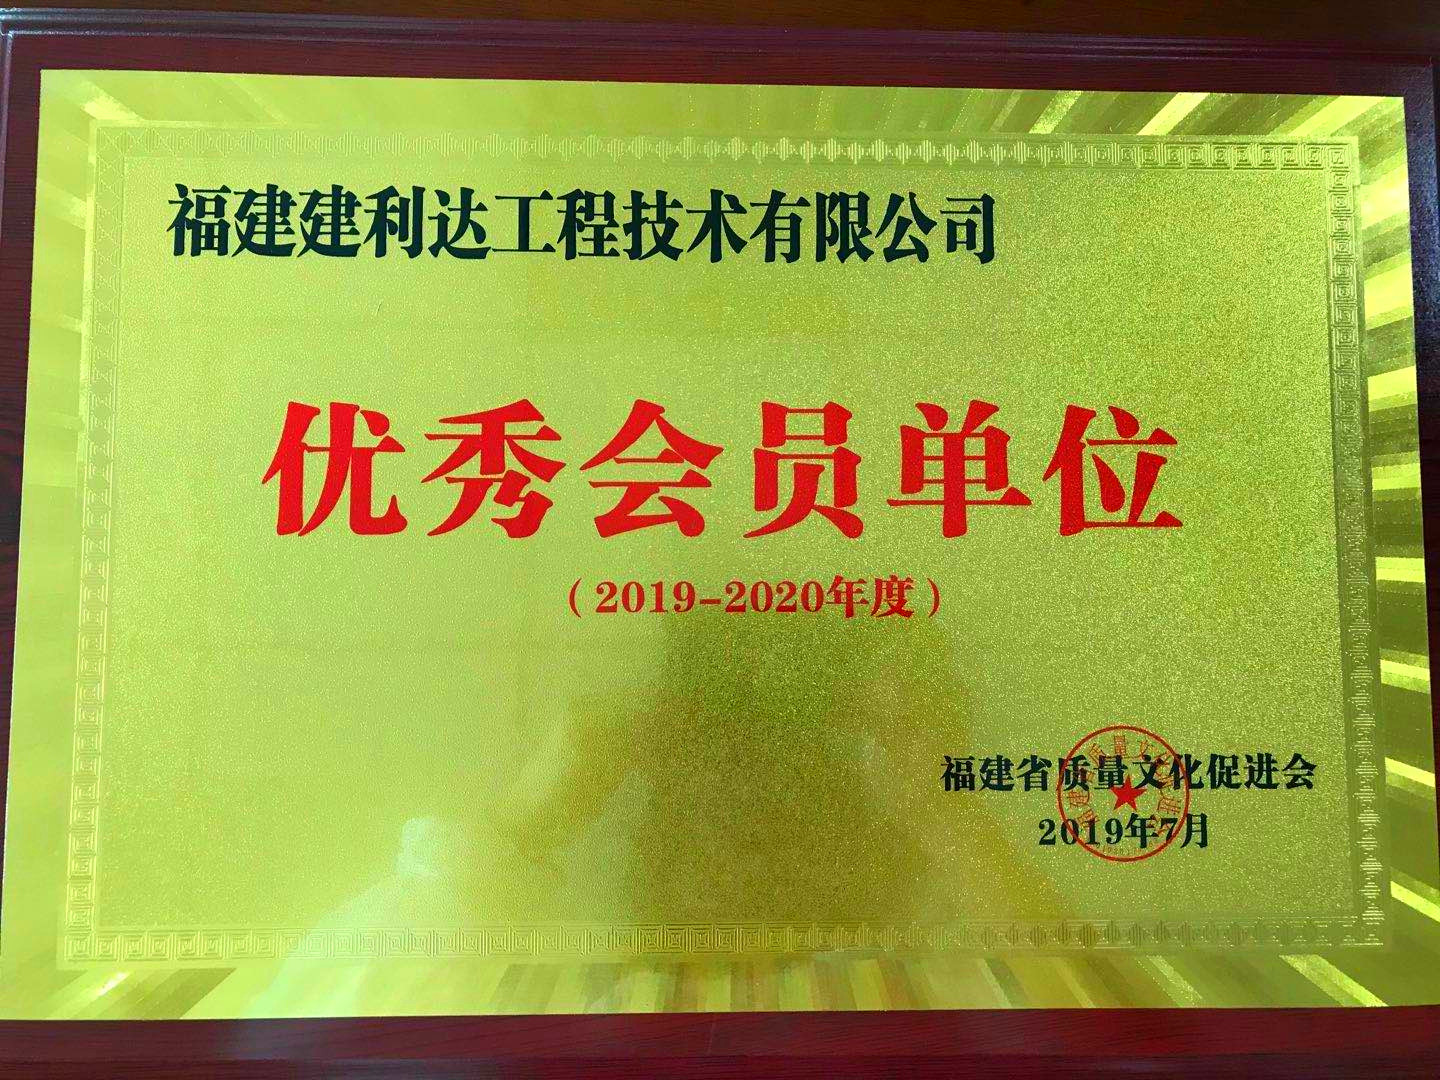 福建建利达工程技术有限公司
优秀会员单位
（2019-2020年度）
福建省质量文化促进会
2019年7月